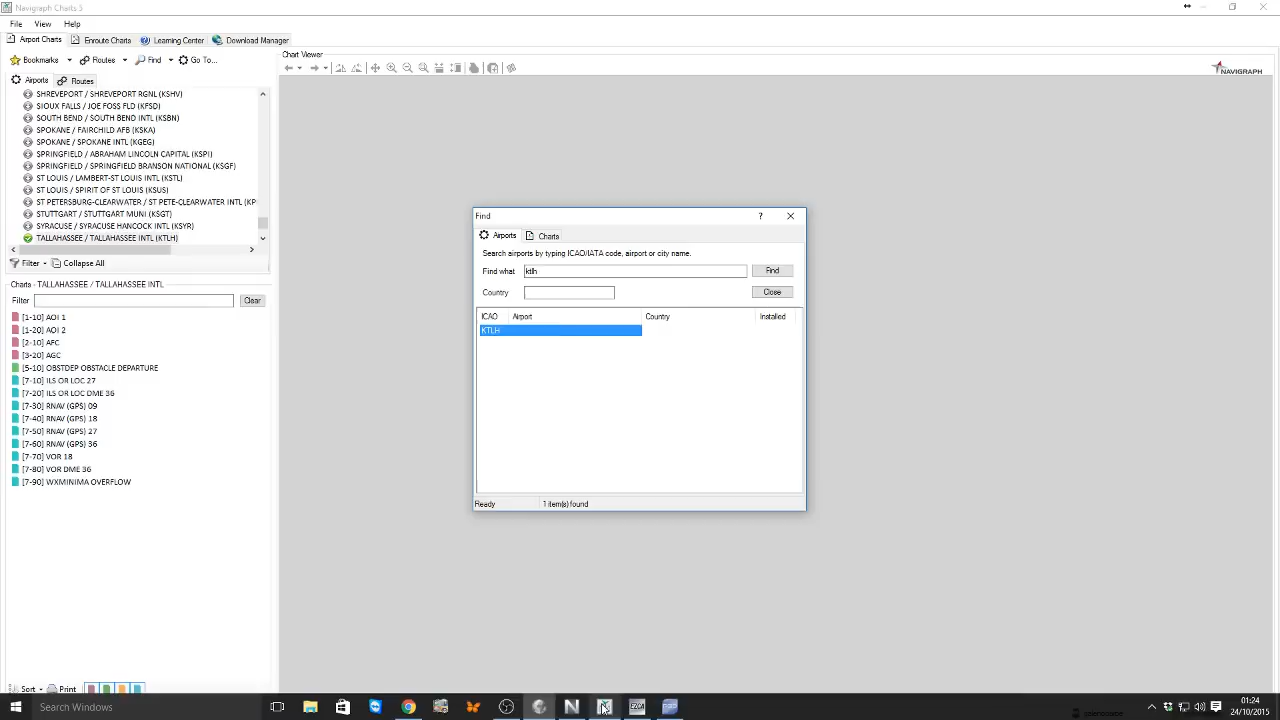 Navigraph Charts 5
File View Help
Airport Charts Enroute Charts Learning Center Download Manager
Bookmarks Routes Find Go To...
Chart Viewer
NAVIGRAPH
Airports Routes
SHREVEPORT / SHREVEPORT RGNL (KSHV)
SIOUX FALLS / JOE FOSS FLD (KFSD)
SOUTH BEND / SOUTH BEND INTL (KSBN)
SPOKANE / FAIRCHILD AFB (KSKA)
SPOKANE / SPOKANE INTL (KGEG)
SPRINGFIELD / ABRAHAM LINCOLN CAPITAL (KSPI)
SPRINGFIELD / SPRINGFIELD BRANSON NATIONAL (KSGF)
ST LOUIS / LAMBERT-ST LOUIS INTL (KSTL)
ST LOUIS / SPIRIT OF ST LOUIS (KSUS)
ST PETERSBURG-CLEARWATER / ST PETE-CLEARWATER INTL (KP
STUTTGART / STUTTGART MUNI (KSGT)
SYRACUSE / SYRACUSE HANCOCK INTL (KSYR)
TALLAHASSEE / TALLAHASSEE INTL (KTLH)
Filter Collapse All
Charts - TALLAHASSEE / TALLAHASSEE INTL
Filter Clear
[1-10] AOI 1
[1-20] AOI 2
[2-10] AFC
[3-20] AGC
[5-10] OBSTDEP OBSTACLE DEPARTURE
[7-10] ILS OR LOC 27
[7-20] ILS OR LOC DME 36
[7-30] RNAV (GPS) 09
[7-40] RNAV (GPS) 18
[7-50] RNAV (GPS) 27
[7-60] RNAV (GPS) 36
[7-70] VOR 18
[7-80] VOR DME 36
[7-90] WXMINIMA OVERFLOW
Sort Print
Find
?
Airports Charts
Search airports by typing ICAO/IATA code, airport or city name.
Find what ktlh Find
Country Close
ICAO Airport Country Installed
KTLH
Ready 1 item(s) found
Search Windows
01:24
24/10/2015